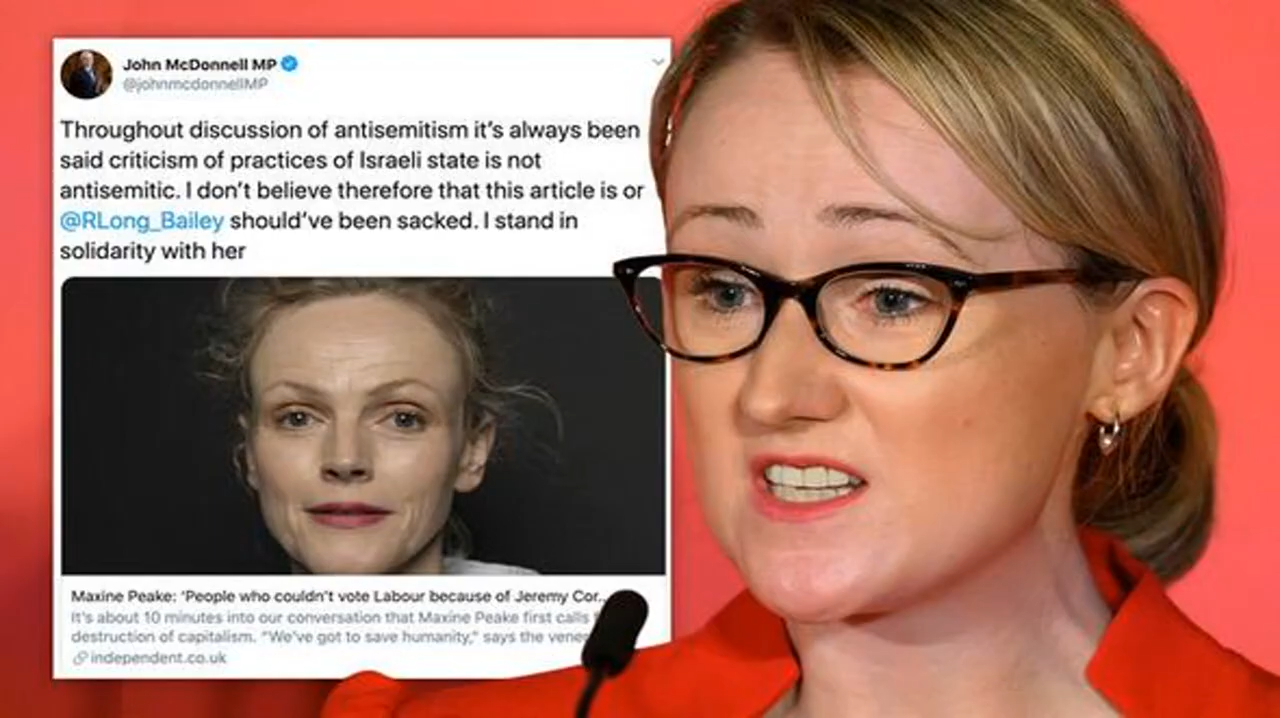 John McDonnell MP
@johnmcdonnellMP
Throughout discussion of antisemitism it's always been
said criticism of practices of Israeli state is not
antisemitic. I don't believe therefore that this article is or
@RLong_Bailey should've been sacked. I stand in
solidarity with her
Maxine Peake: 'People who couldn't vote Labour because of Jeremy Cor...
It's about 10 minutes into our conversation that Maxine Peake first calls
destruction of capitalism. "We've got to save humanity," says the
independent.co.uk